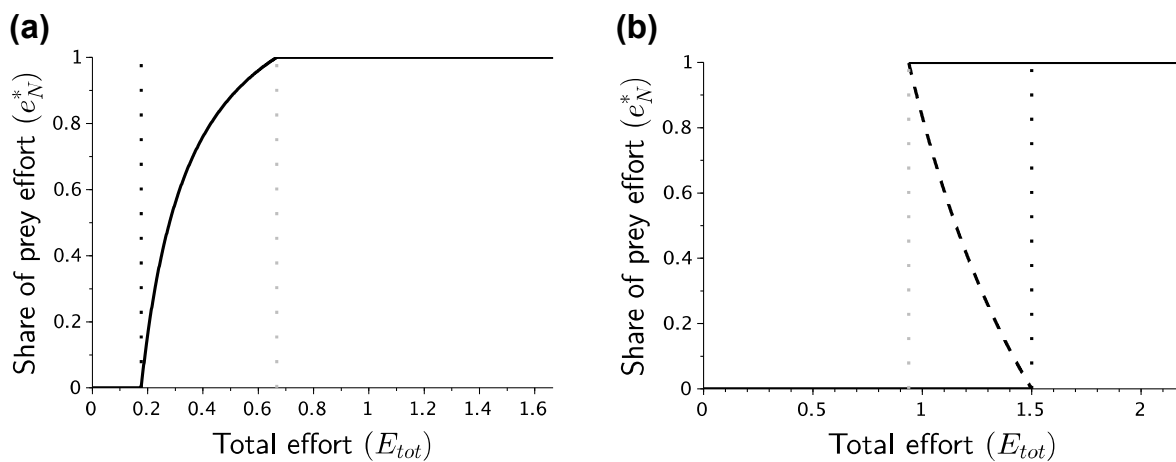 (a)
Share of prey effort (e*_N)
1
0.8
0.6
0.4
0.2
0
0 0.2 0.4 0.6 0.8 1 1.2 1.4 1.6
Total effort (E_tot)
(b)
Share of prey effort (e*_N)
1
0.8
0.6
0.4
0.2
0
0 0.5 1 1.5 2
Total effort (E_tot)